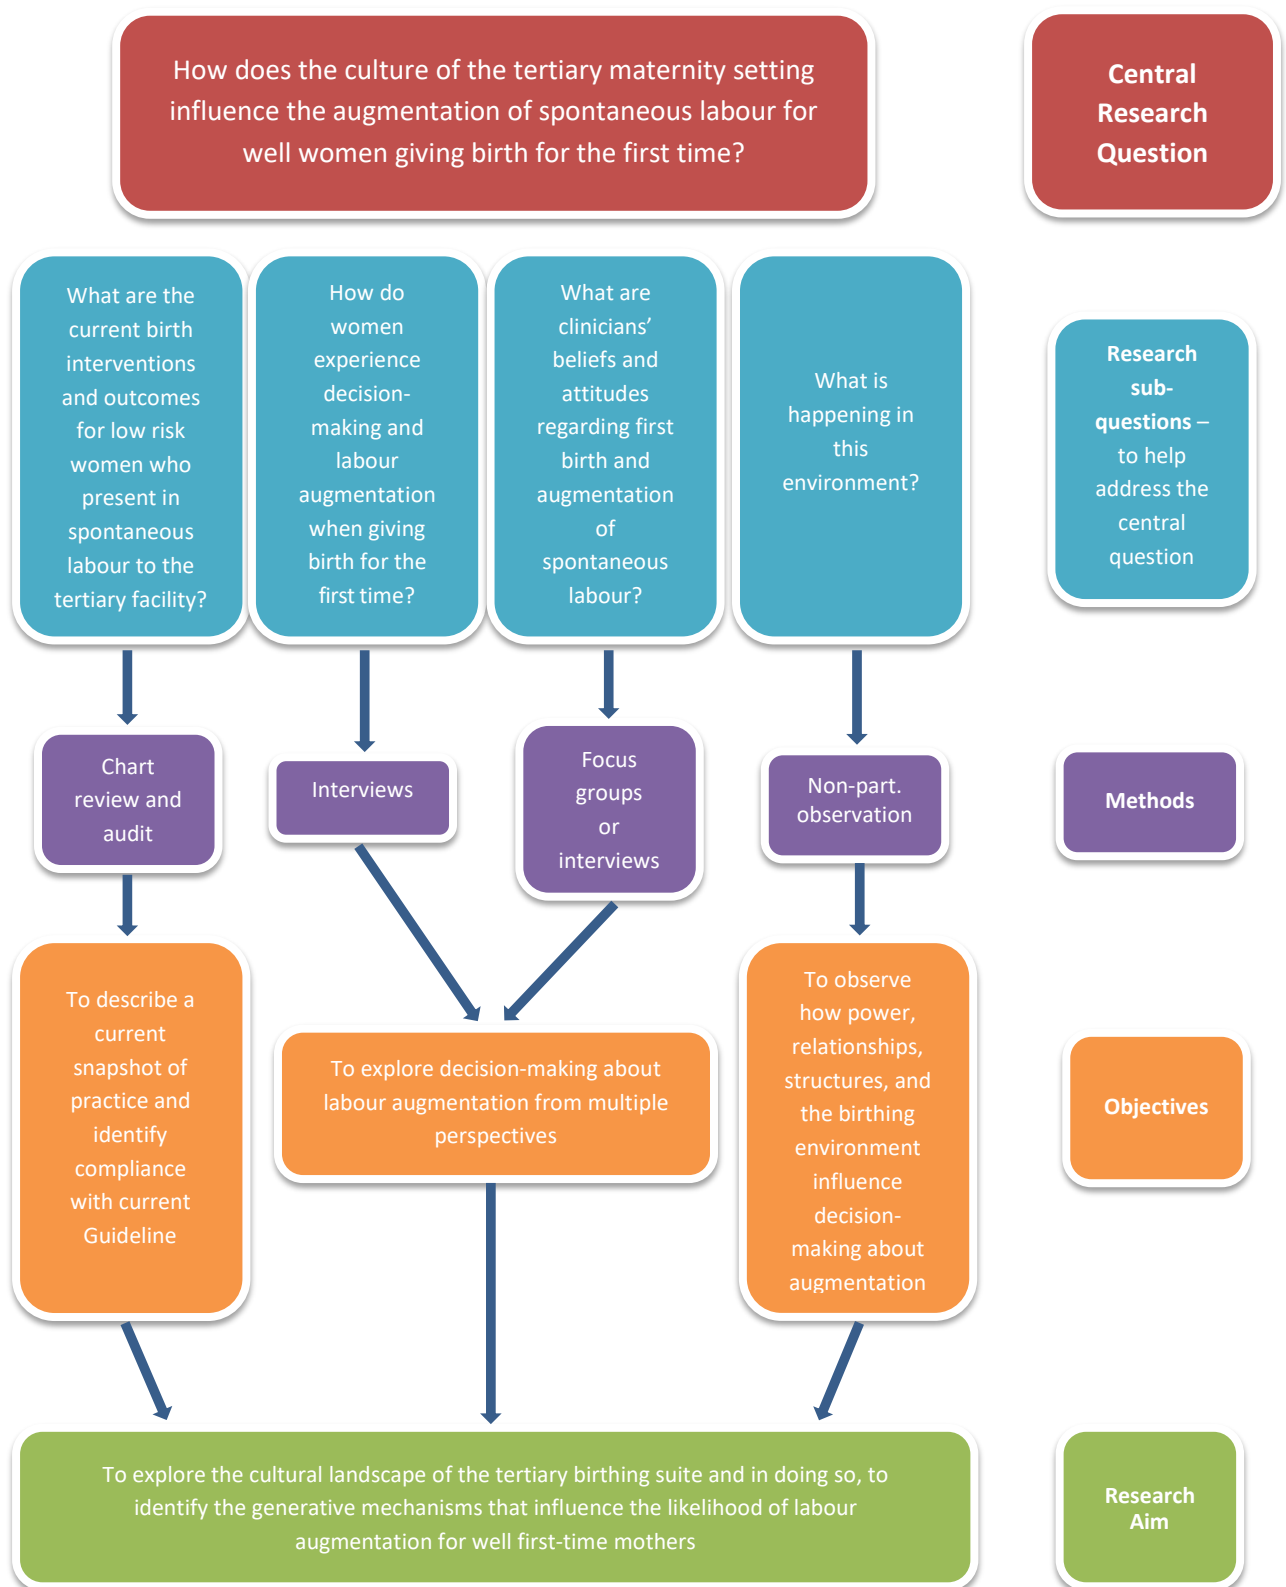 How does the culture of the tertiary maternity setting
influence the augmentation of spontaneous labour for
well women giving birth for the first time?
Central
Research
Question
What are the
current birth
interventions
and outcomes
for low risk
women who
present in
spontaneous
labour to the
tertiary facility?
How do
women
experience
decision-
making and
labour
augmentation
when giving
birth for the
first time?
What are
clinicians’
beliefs and
attitudes
regarding first
birth and
augmentation
of
spontaneous
labour?
What is
happening in
this
environment?
Research
sub-
questions –
to help
address the
central
question
Chart
review and
audit
Interviews
Focus
groups
or
interviews
Non-part.
observation
Methods
To describe a
current
snapshot of
practice and
identify
compliance
with current
Guideline
To explore decision-making about
labour augmentation from multiple
perspectives
To observe
how power,
relationships,
structures, and
the birthing
environment
influence
decision-
making about
augmentation
Objectives
To explore the cultural landscape of the tertiary birthing suite and in doing so, to
identify the generative mechanisms that influence the likelihood of labour
augmentation for well first-time mothers
Research
Aim